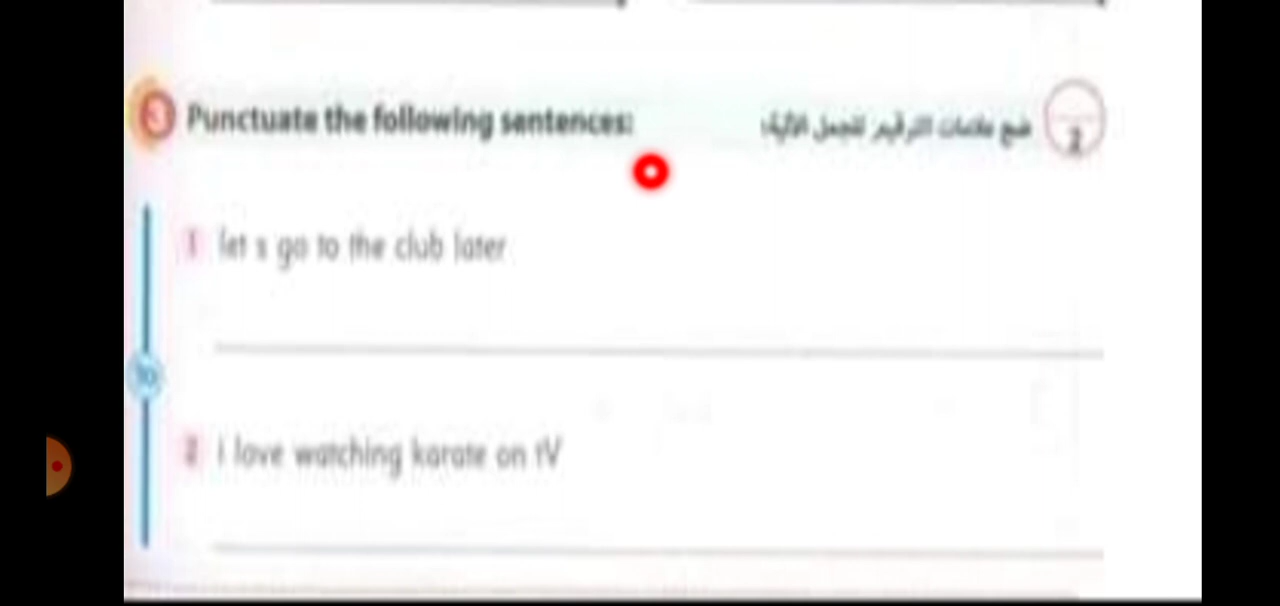 3 Punctuate the following sentences: ضع علامات الترقيم للجمل الآتية: 2
1 let s go to the club later
2 i love watching karate on tV